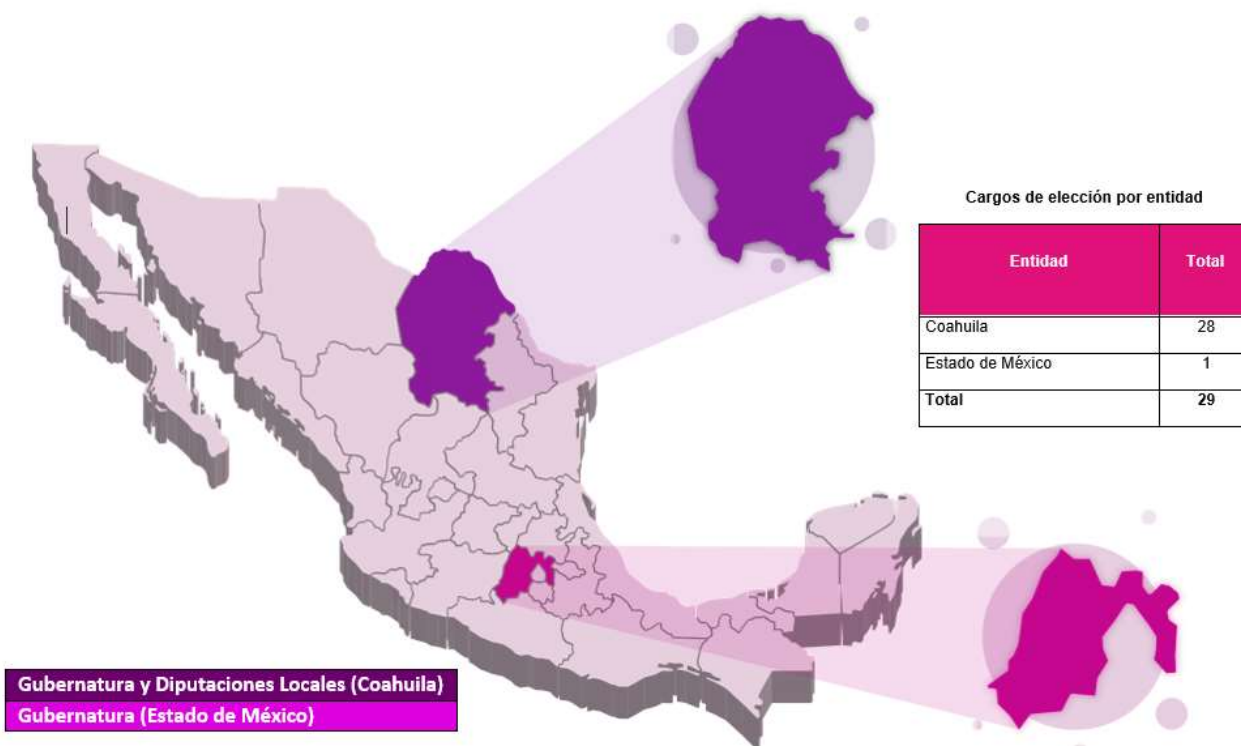 Cargos de elección por entidad
Entidad Total
Coahuila 28
Estado de México 1
Total 29
Gubernatura y Diputaciones Locales (Coahuila)
Gubernatura (Estado de México)